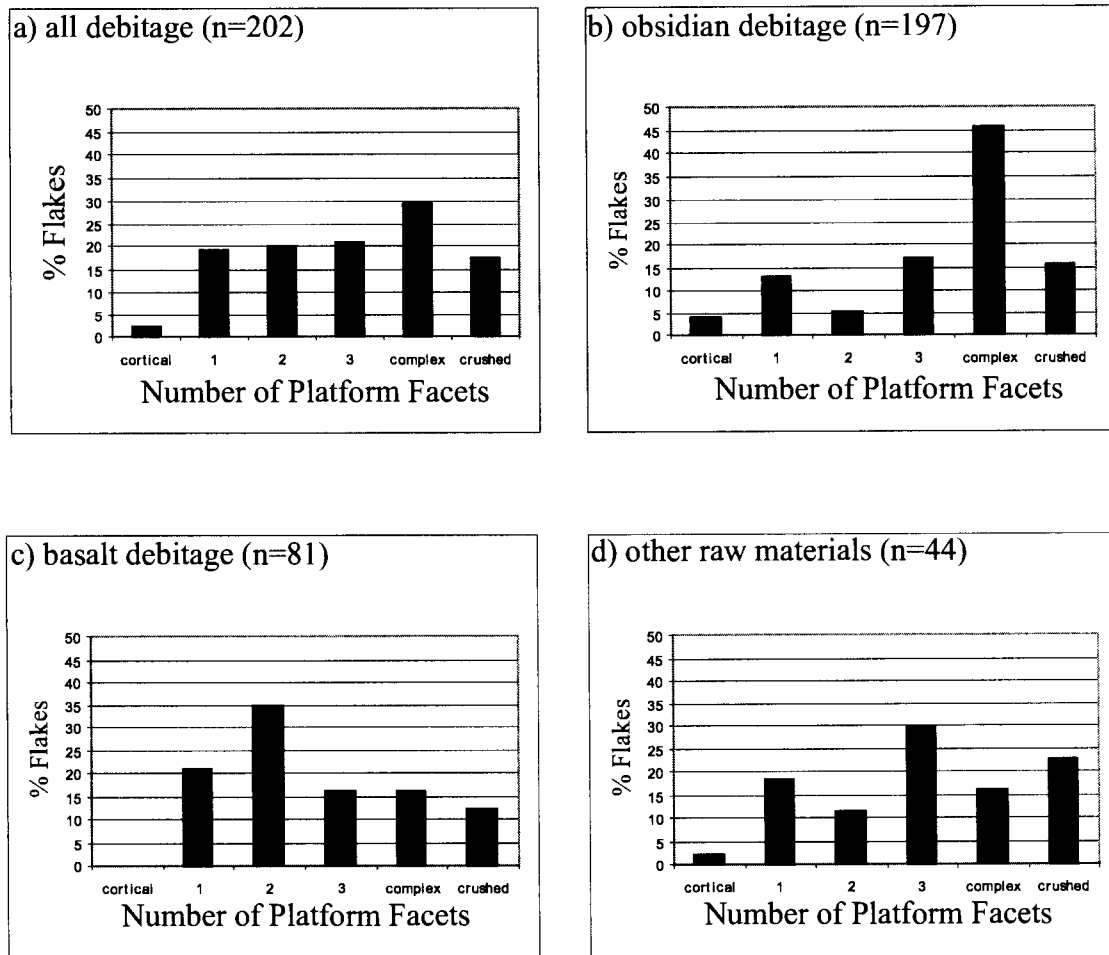 a) all debitage (n=202)
50
45
40
35
30
25
20
15
10
5
0
% Flakes
cortical 1 2 3 complex crushed
Number of Platform Facets
b) obsidian debitage (n=197)
50
45
40
35
30
25
20
15
10
5
0
% Flakes
cortical 1 2 3 complex crushed
Number of Platform Facets
c) basalt debitage (n=81)
50
45
40
35
30
25
20
15
10
5
0
% Flakes
cortical 1 2 3 complex crushed
Number of Platform Facets
d) other raw materials (n=44)
50
45
40
35
30
25
20
15
10
5
0
% Flakes
cortical 1 2 3 complex crushed
Number of Platform Facets